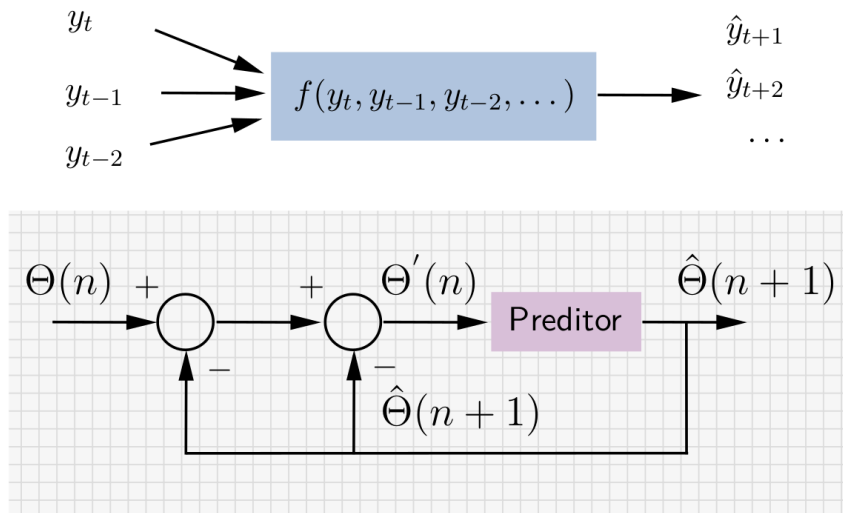 y_t
y_{t-1}
y_{t-2}
f(y_t, y_{t-1}, y_{t-2}, . . . )
ŷ_{t+1}
ŷ_{t+2}
. . .
Θ(n)
+
−
+
−
Θ′(n)
Preditor
Θ̂(n + 1)
Θ̂(n + 1)